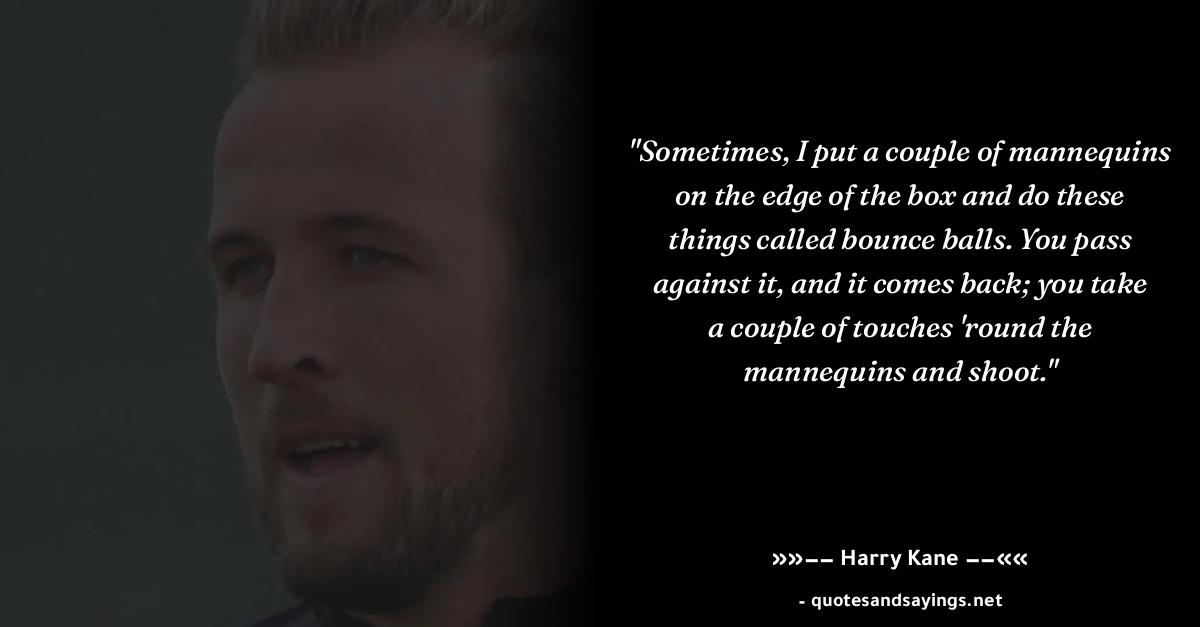 "Sometimes, I put a couple of mannequins
on the edge of the box and do these
things called bounce balls. You pass
against it, and it comes back; you take
a couple of touches 'round the
mannequins and shoot."
»»−− Harry Kane −−««
- quotesandsayings.net